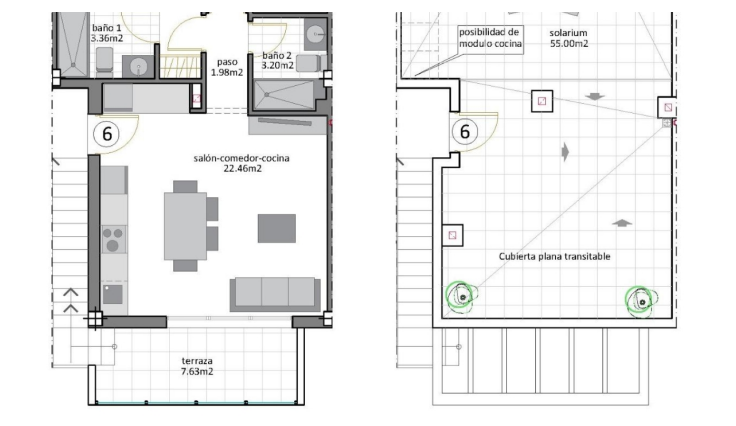 baño 1
3.36m2
paso
1.98m2
baño 2
3.20m2
6
salón-comedor-cocina
22.46m2
terraza
7.63m2
posibilidad de
modulo cocina
solarium
55.00m2
6
Cubierta plana transitable